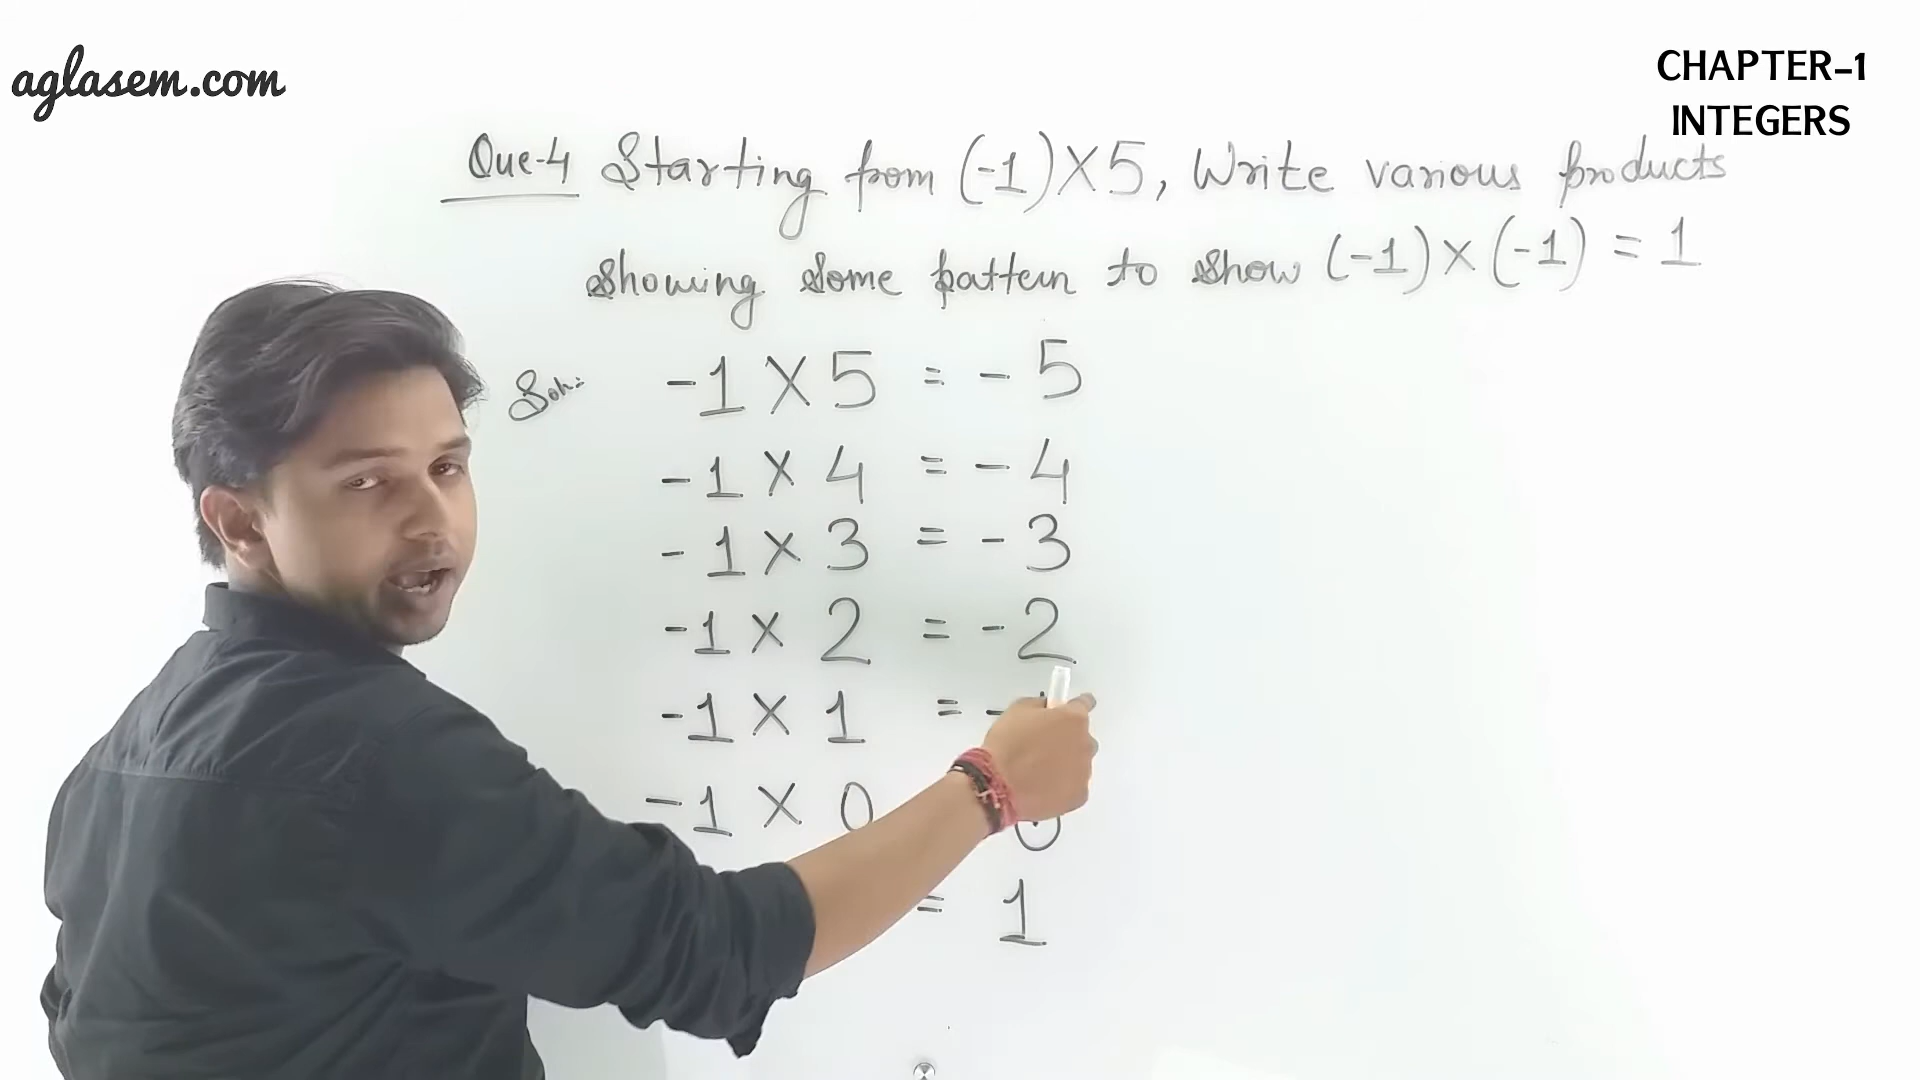 aglasem.com
CHAPTER-1
INTEGERS
Que-4 Starting from (-1)×5, Write various products
showing some pattern to show (-1)×(-1) = 1
Soln:
-1 × 5 = -5
-1 × 4 = -4
-1 × 3 = -3
-1 × 2 = -2
-1 × 1 = -
-1 × 0 0
= 1